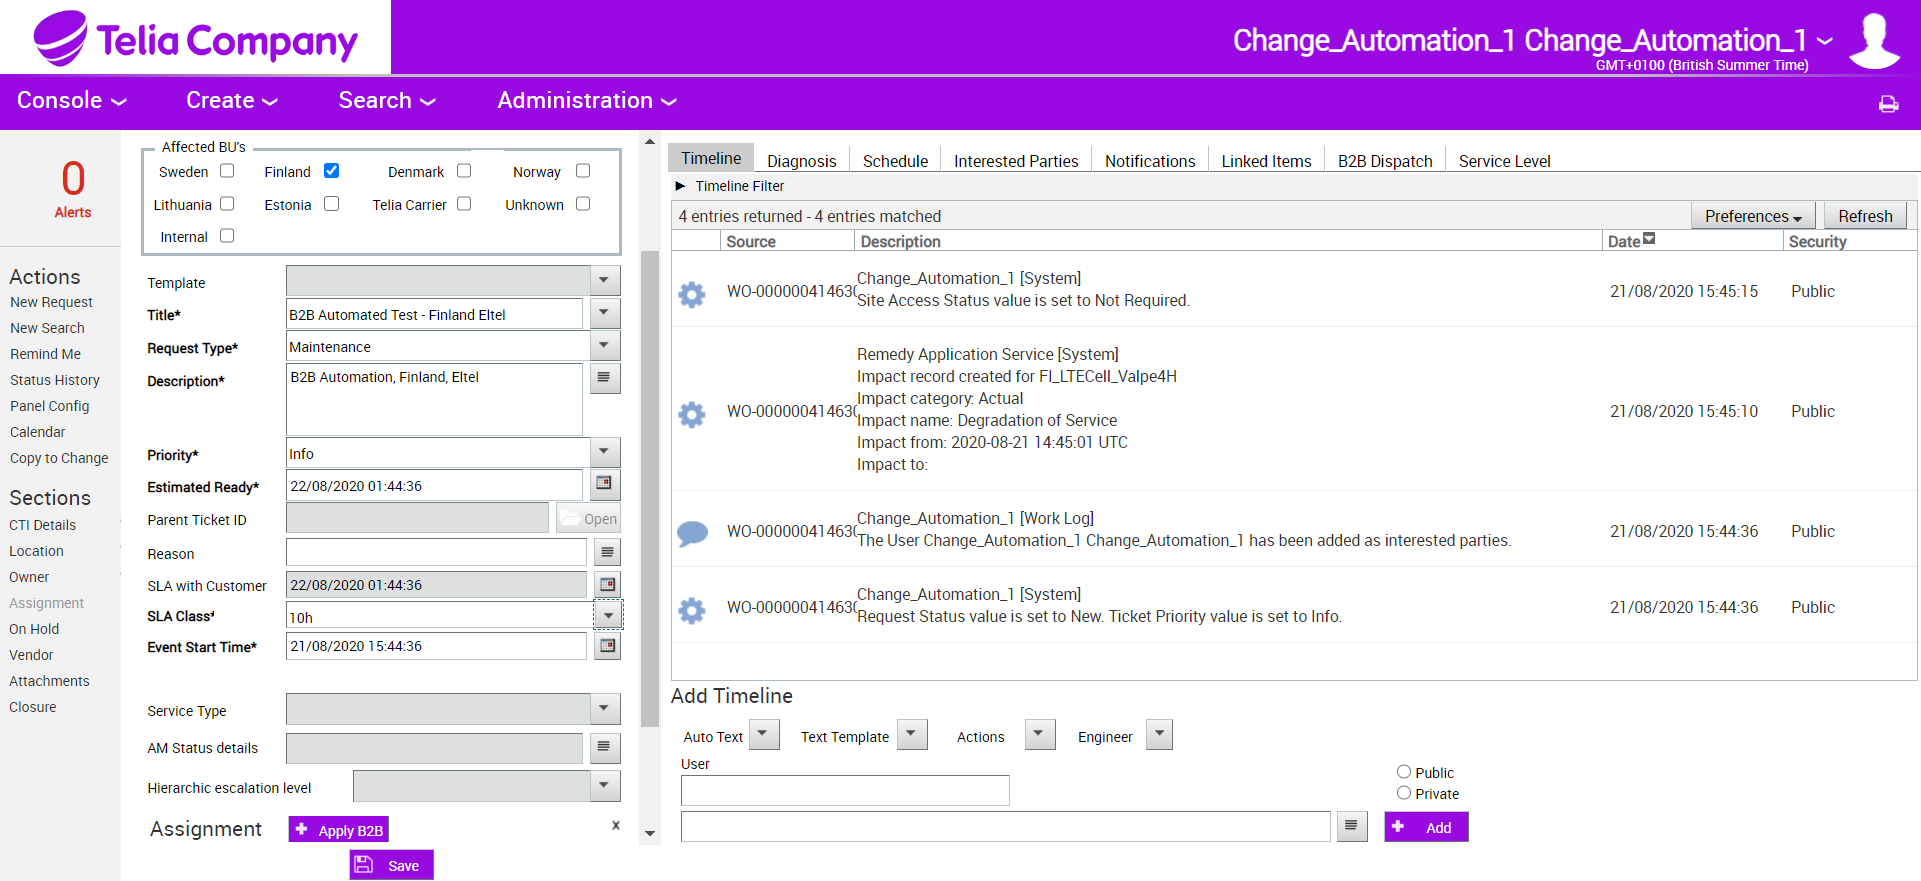 Telia Company
Change_Automation_1 Change_Automation_1
GMT+0100 (British Summer Time)
Console
Create
Search
Administration
0
Alerts
Actions
New Request
New Search
Remind Me
Status History
Panel Config
Calendar
Copy to Change
Sections
CTI Details
Location
Owner
Assignment
On Hold
Vendor
Attachments
Closure
Affected BU's
Sweden Finland Denmark Norway
Lithuania Estonia Telia Carrier Unknown
Internal
Template
Title* B2B Automated Test - Finland Eltel
Request Type* Maintenance
Description* B2B Automation, Finland, Eltel
Priority* Info
Estimated Ready* 22/08/2020 01:44:36
Parent Ticket ID Open
Reason
SLA with Customer 22/08/2020 01:44:36
SLA Class* 10h
Event Start Time* 21/08/2020 15:44:36
Service Type
AM Status details
Hierarchic escalation level
Assignment Apply B2B x
Save
Timeline Diagnosis Schedule Interested Parties Notifications Linked Items B2B Dispatch Service Level
Timeline Filter
4 entries returned - 4 entries matched Preferences Refresh
Source Description Date Security
Change_Automation_1 [System]
WO-000000414630 21/08/2020 15:45:15 Public
Site Access Status value is set to Not Required.
Remedy Application Service [System]
Impact record created for FI_LTECell_Valpe4H
Impact category: Actual
WO-000000414630 21/08/2020 15:45:10 Public
Impact name: Degradation of Service
Impact from: 2020-08-21 14:45:01 UTC
Impact to:
Change_Automation_1 [Work Log]
WO-000000414630 21/08/2020 15:44:36 Public
The User Change_Automation_1 Change_Automation_1 has been added as interested parties.
Change_Automation_1 [System]
WO-000000414630 21/08/2020 15:44:36 Public
Request Status value is set to New. Ticket Priority value is set to Info.
Add Timeline
Auto Text Text Template Actions Engineer
User
Public
Private
Add